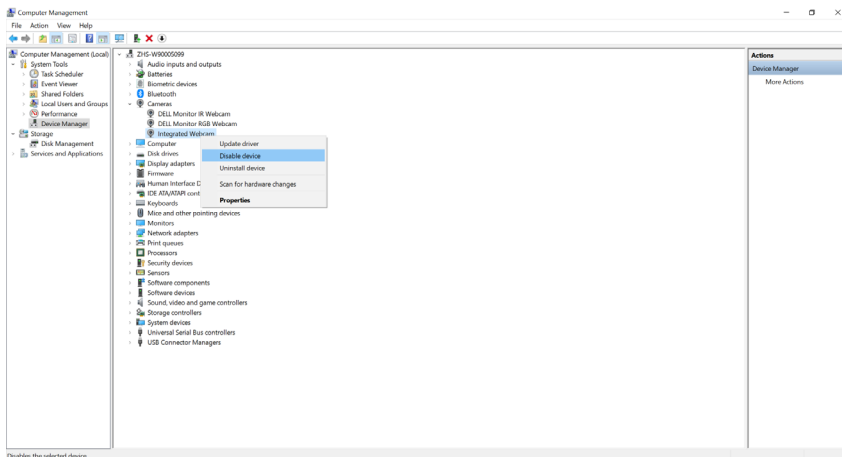 Computer Management
File Action View Help
Computer Management (Local)
System Tools
Task Scheduler
Event Viewer
Shared Folders
Local Users and Groups
Performance
Device Manager
Storage
Disk Management
Services and Applications
ZHS-W90005099
Audio inputs and outputs
Batteries
Biometric devices
Bluetooth
Cameras
DELL Monitor IR Webcam
DELL Monitor RGB Webcam
Integrated Webcam
Computer
Disk drives
Display adapters
Firmware
Human Interface D
IDE ATA/ATAPI cont
Keyboards
Mice and other pointing devices
Monitors
Network adapters
Print queues
Processors
Security devices
Sensors
Software components
Software devices
Sound, video and game controllers
Storage controllers
System devices
Universal Serial Bus controllers
USB Connector Managers
Update driver
Disable device
Uninstall device
Scan for hardware changes
Properties
Actions
Device Manager
More Actions
Disables the selected device.